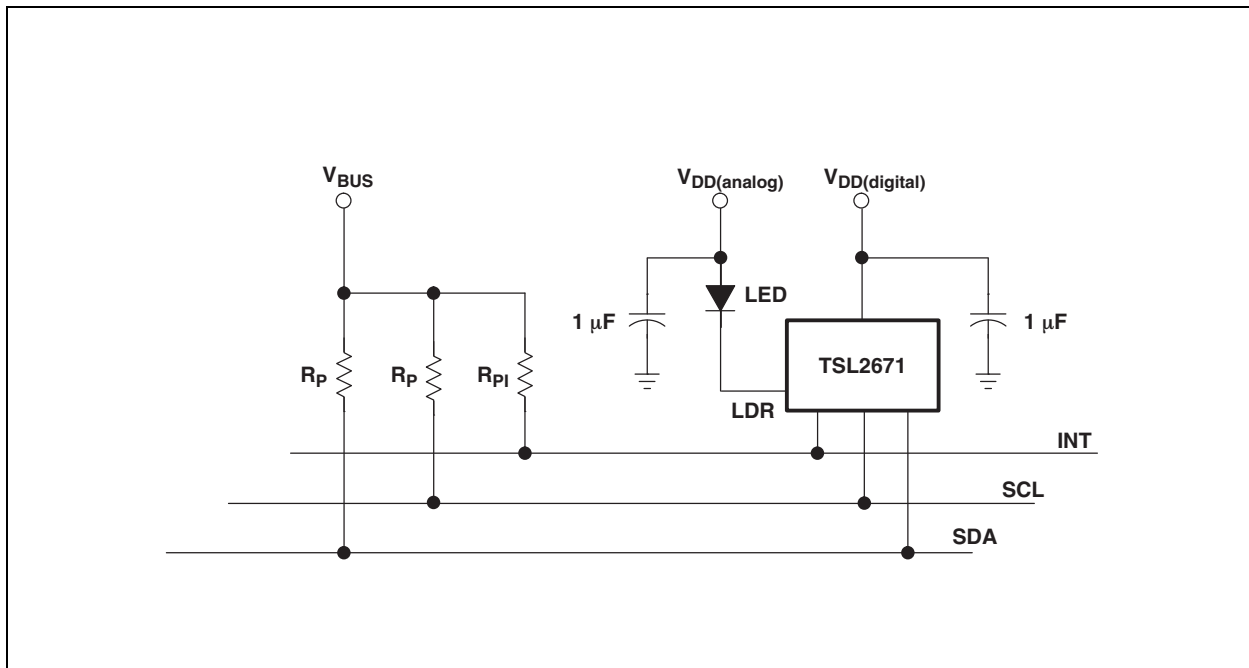 VBUS
VDD(analog)
VDD(digital)
LED
1 μF
1 μF
TSL2671
RP
RP
RPI
LDR
INT
SCL
SDA